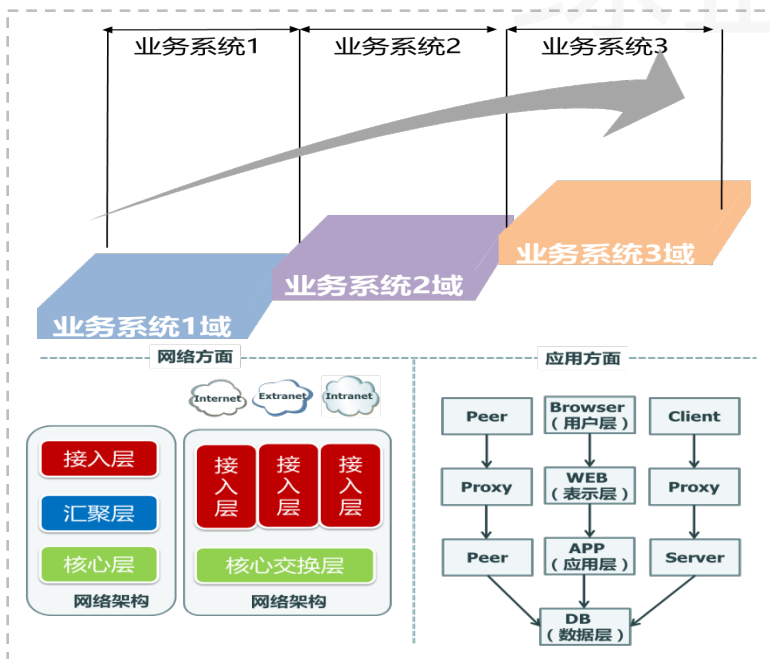 业务系统1
业务系统2
业务系统3
业务系统3域
业务系统2域
业务系统1域
网络方面
Internet
Extranet
Intranet
接入层
汇聚层
核心层
网络架构
接入层
接入层
接入层
核心交换层
网络架构
应用方面
Peer
Browser
（用户层）
Client
Proxy
WEB
（表示层）
Proxy
Peer
APP
（应用层）
Server
DB
（数据层）